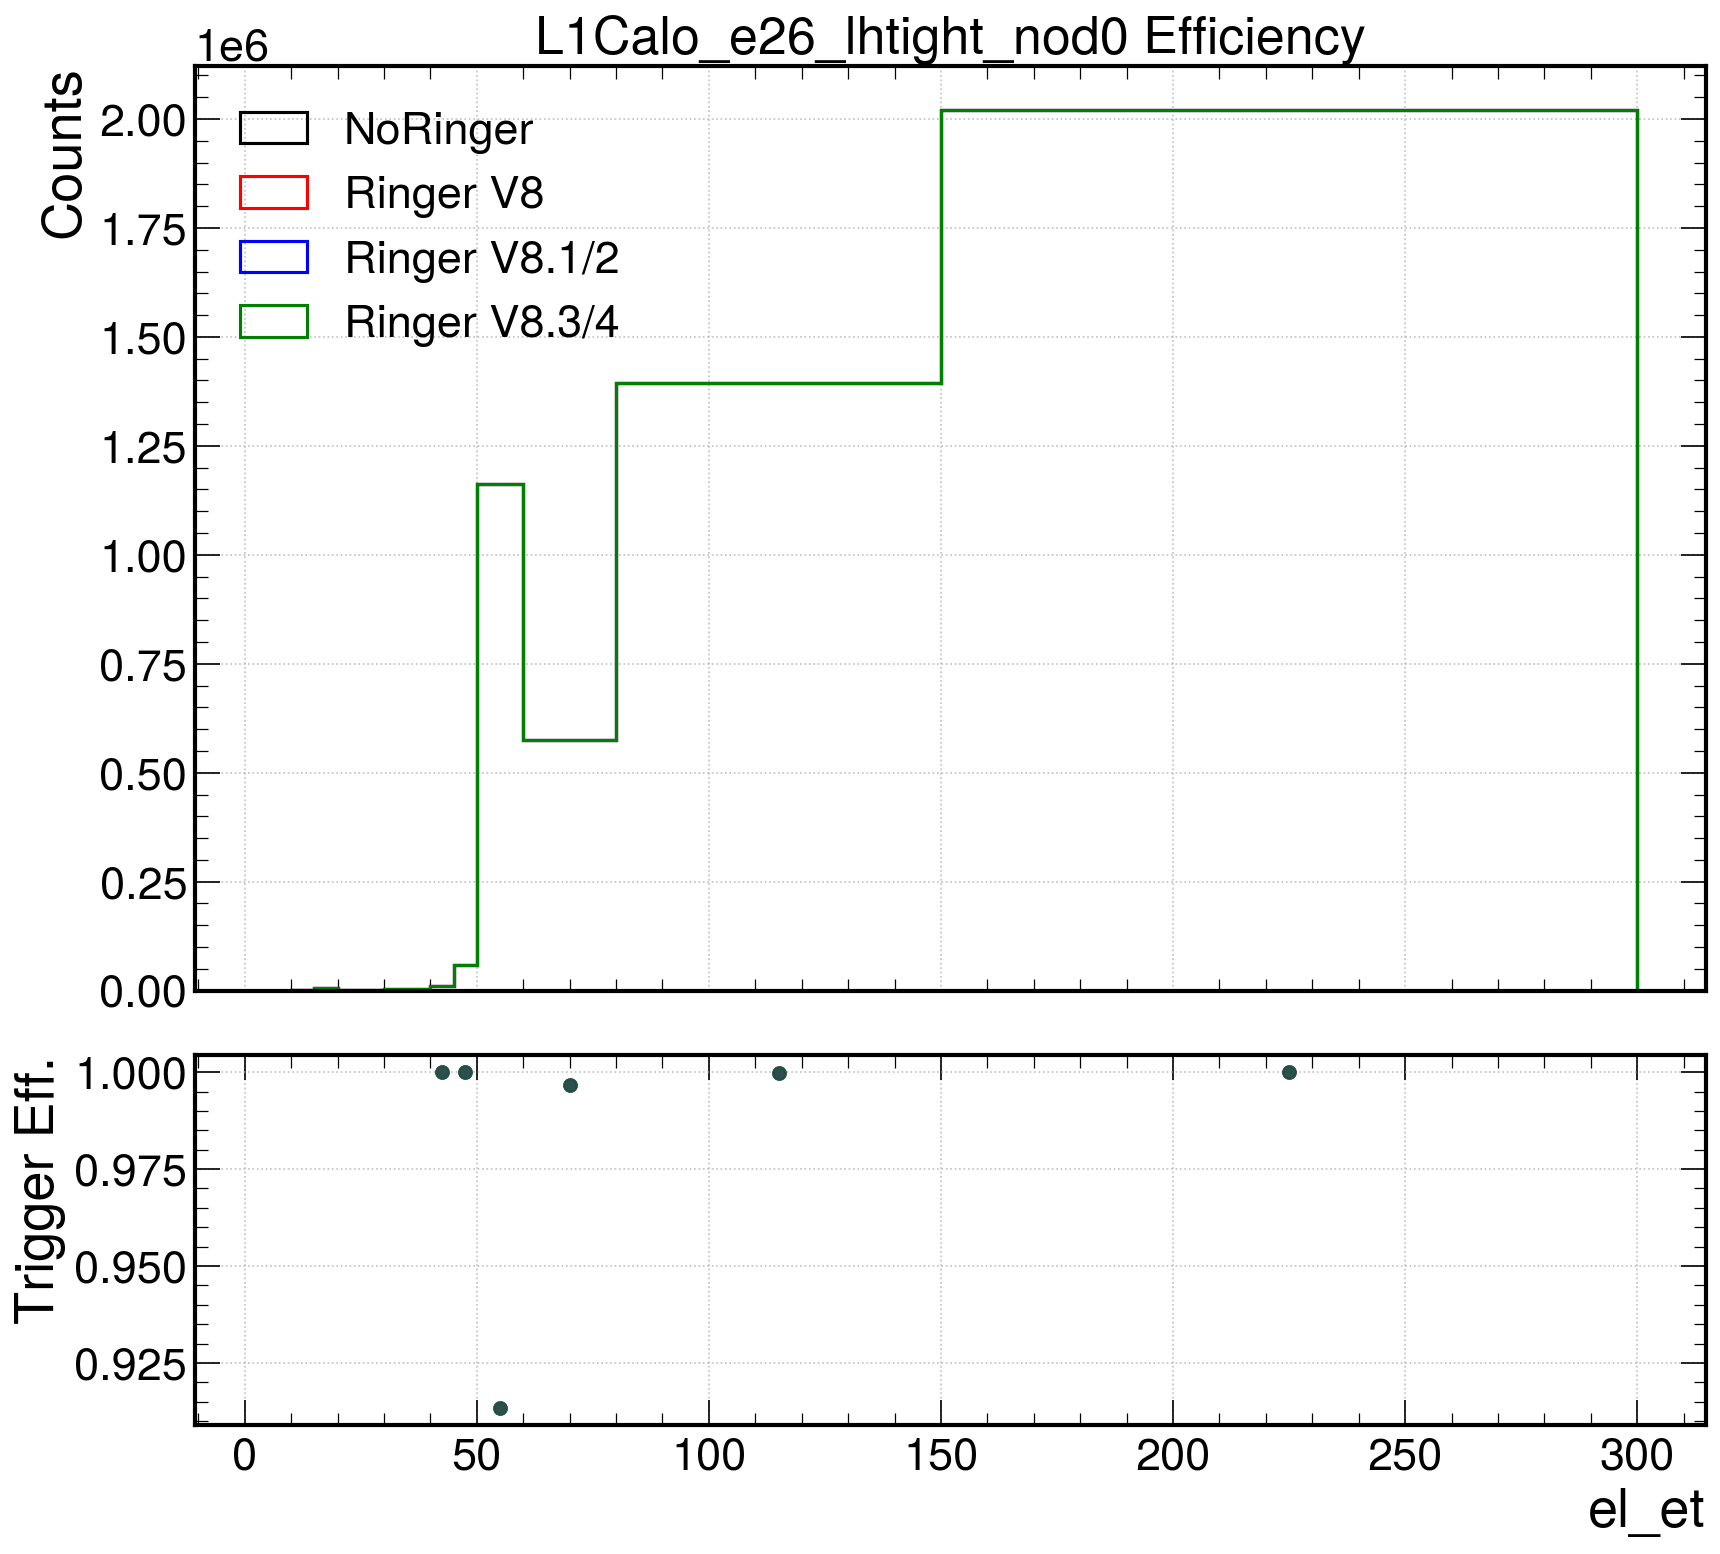 L1Calo_e26_lhtight_nod0 Efficiency
1e6
Counts
2.00
1.75
1.50
1.25
1.00
0.75
0.50
0.25
0.00
NoRinger
Ringer V8
Ringer V8.1/2
Ringer V8.3/4
Trigger Eff.
1.000
0.975
0.950
0.925
0 50 100 150 200 250 300
el_et